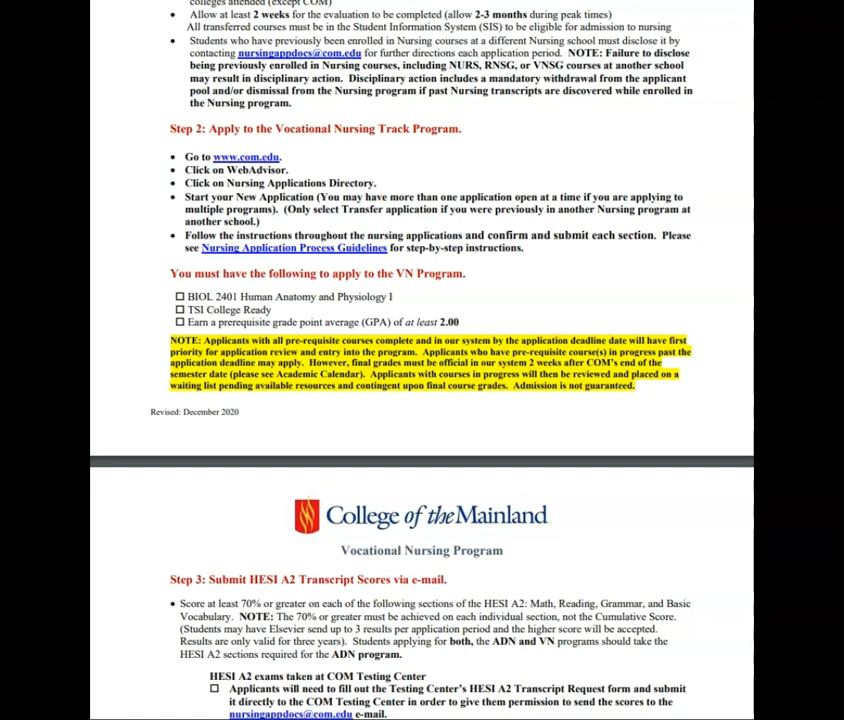 colleges attended (except COM)
• Allow at least 2 weeks for the evaluation to be completed (allow 2-3 months during peak times)
All transferred courses must be in the Student Information System (SIS) to be eligible for admission to nursing
• Students who have previously been enrolled in Nursing courses at a different Nursing school must disclose it by
contacting nursingappdocs@com.edu for further directions each application period. NOTE: Failure to disclose
being previously enrolled in Nursing courses, including NURS, RNSG, or VNSG courses at another school
may result in disciplinary action. Disciplinary action includes a mandatory withdrawal from the applicant
pool and/or dismissal from the Nursing program if past Nursing transcripts are discovered while enrolled in
the Nursing program.
Step 2: Apply to the Vocational Nursing Track Program.
• Go to www.com.edu.
• Click on WebAdvisor.
• Click on Nursing Applications Directory.
• Start your New Application (You may have more than one application open at a time if you are applying to
multiple programs). (Only select Transfer application if you were previously in another Nursing program at
another school.)
• Follow the instructions throughout the nursing applications and confirm and submit each section. Please
see Nursing Application Process Guidelines for step-by-step instructions.
You must have the following to apply to the VN Program.
☐ BIOL 2401 Human Anatomy and Physiology I
☐ TSI College Ready
☐ Earn a prerequisite grade point average (GPA) of at least 2.00
NOTE: Applicants with all pre-requisite courses complete and in our system by the application deadline date will have first
priority for application review and entry into the program. Applicants who have pre-requisite course(s) in progress past the
application deadline may apply. However, final grades must be official in our system 2 weeks after COM's end of the
semester date (please see Academic Calendar). Applicants with courses in progress will then be reviewed and placed on a
waiting list pending available resources and contingent upon final course grades. Admission is not guaranteed.
Revised: December 2020
College of the Mainland
Vocational Nursing Program
Step 3: Submit HESI A2 Transcript Scores via e-mail.
• Score at least 70% or greater on each of the following sections of the HESI A2: Math, Reading, Grammar, and Basic
Vocabulary. NOTE: The 70% or greater must be achieved on each individual section, not the Cumulative Score.
(Students may have Elsevier send up to 3 results per application period and the higher score will be accepted.
Results are only valid for three years). Students applying for both, the ADN and VN programs should take the
HESI A2 sections required for the ADN program.
HESI A2 exams taken at COM Testing Center
☐ Applicants will need to fill out the Testing Center's HESI A2 Transcript Request form and submit
it directly to the COM Testing Center in order to give them permission to send the scores to the
nursingappdocs@com.edu e-mail.